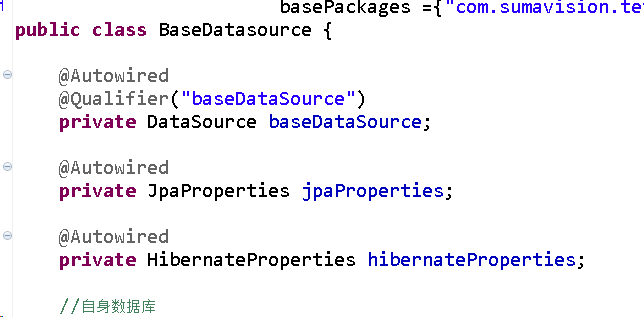 basePackages ={"com.sumavision.te
public class BaseDatasource {
@Autowired
@Qualifier("baseDataSource")
private DataSource baseDataSource;
@Autowired
private JpaProperties jpaProperties;
@Autowired
private HibernateProperties hibernateProperties;
//自身数据库